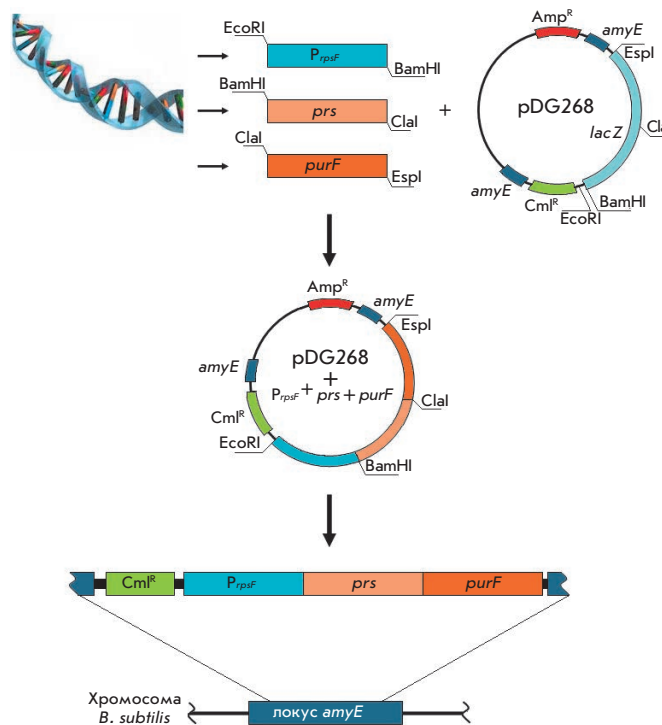 EcoRI
PrpsF
BamHI
BamHI
prs
ClaI
ClaI
purF
EspI
+
AmpR
amyE
EspI
pDG268
lacZ
Cla
amyE
CmlR
BamHI
EcoRI
AmpR
amyE
EspI
pDG268
+
PrpsF + prs + purF
amyE
ClaI
CmlR
EcoRI
BamHI
CmlR
PrpsF
prs
purF
Хромосома
B. subtilis
локус amyE